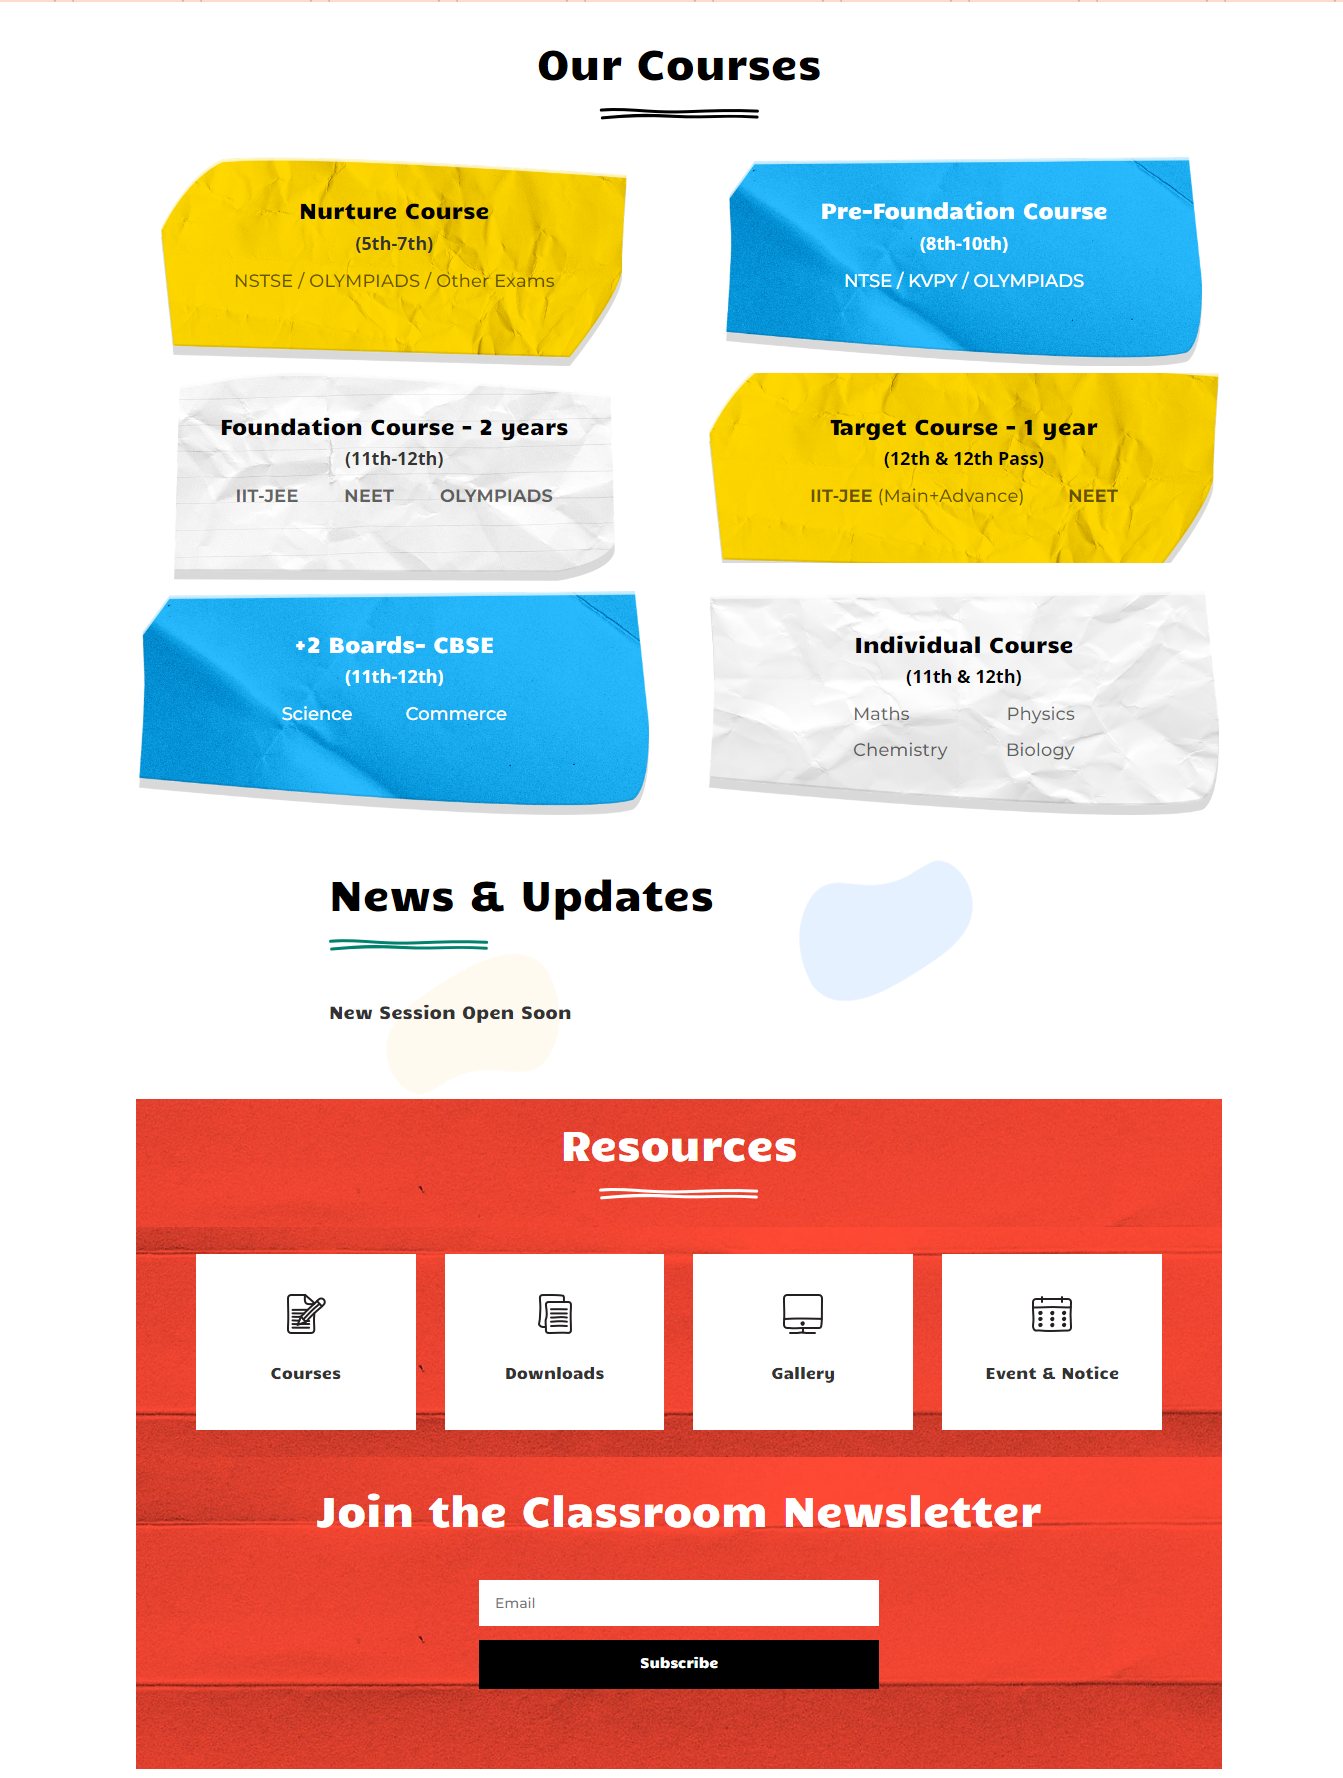 Our Courses
Nurture Course
(5th-7th)
NSTSE / OLYMPIADS / Other Exams
Pre-Foundation Course
(8th-10th)
NTSE / KVPY / OLYMPIADS
Foundation Course - 2 years
(11th-12th)
IIT-JEE NEET OLYMPIADS
Target Course - 1 year
(12th & 12th Pass)
IIT-JEE (Main+Advance) NEET
+2 Boards- CBSE
(11th-12th)
Science Commerce
Individual Course
(11th & 12th)
Maths Physics
Chemistry Biology
News & Updates
New Session Open Soon
Resources
Courses
Downloads
Gallery
Event & Notice
Join the Classroom Newsletter
Email
Subscribe